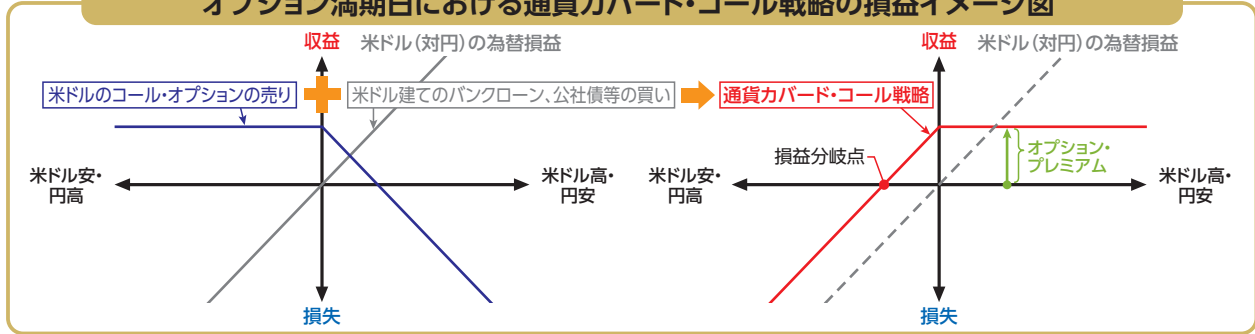 オプション満期日における通貨カバード・コール戦略の損益イメージ図
収益
米ドル(対円)の為替損益
米ドルのコール・オプションの売り
米ドル建てのバンクローン、公社債等の買い
米ドル安・
円高
米ドル高・
円安
損失
収益
米ドル(対円)の為替損益
通貨カバード・コール戦略
損益分岐点
オプション・
プレミアム
米ドル安・
円高
米ドル高・
円安
損失